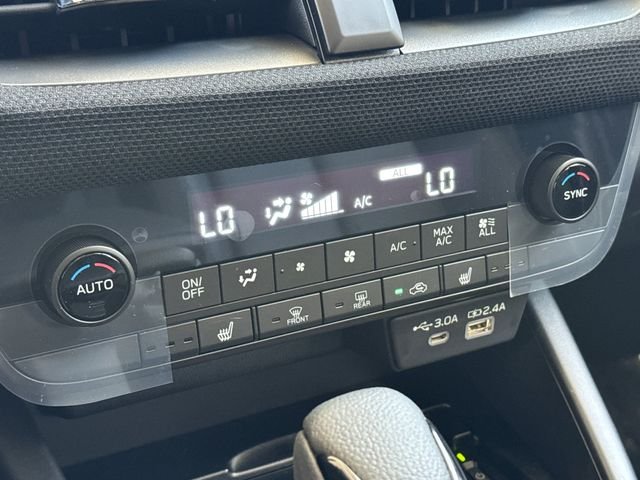 LO A/C ALL LO
AUTO
SYNC
ON/
OFF
A/C
MAX
A/C
ALL
FRONT
REAR
3.0A
2.4A